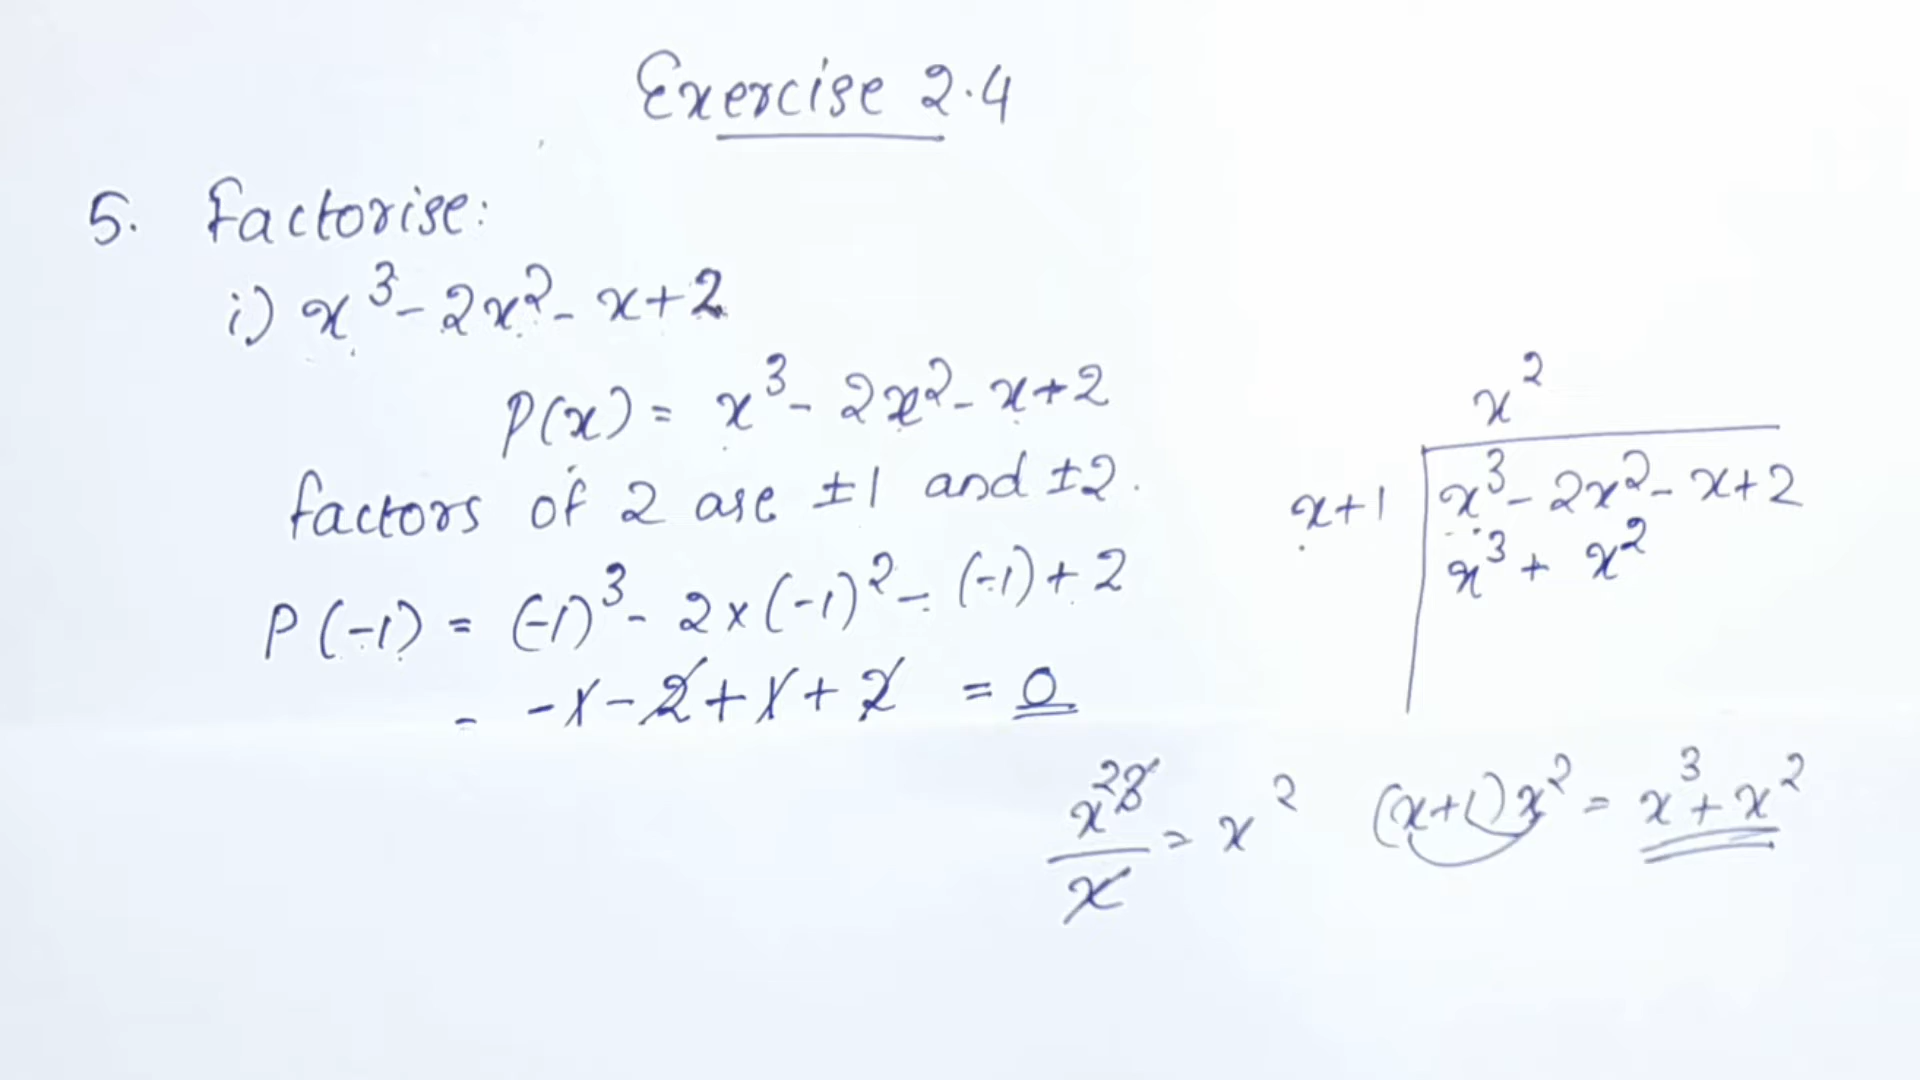 Exercise 2.4
5. Factorise:
i) x³ - 2x² - x + 2
P(x) = x³ - 2x² - x + 2
factors of 2 are ±1 and ±2.
P(-1) = (-1)³ - 2 × (-1)² - (-1) + 2
= -1 - 2 + 1 + 2 = 0
x²
x+1 | x³ - 2x² - x + 2
x³ + x²
x³/x = x² (x+1)x² = x³ + x²